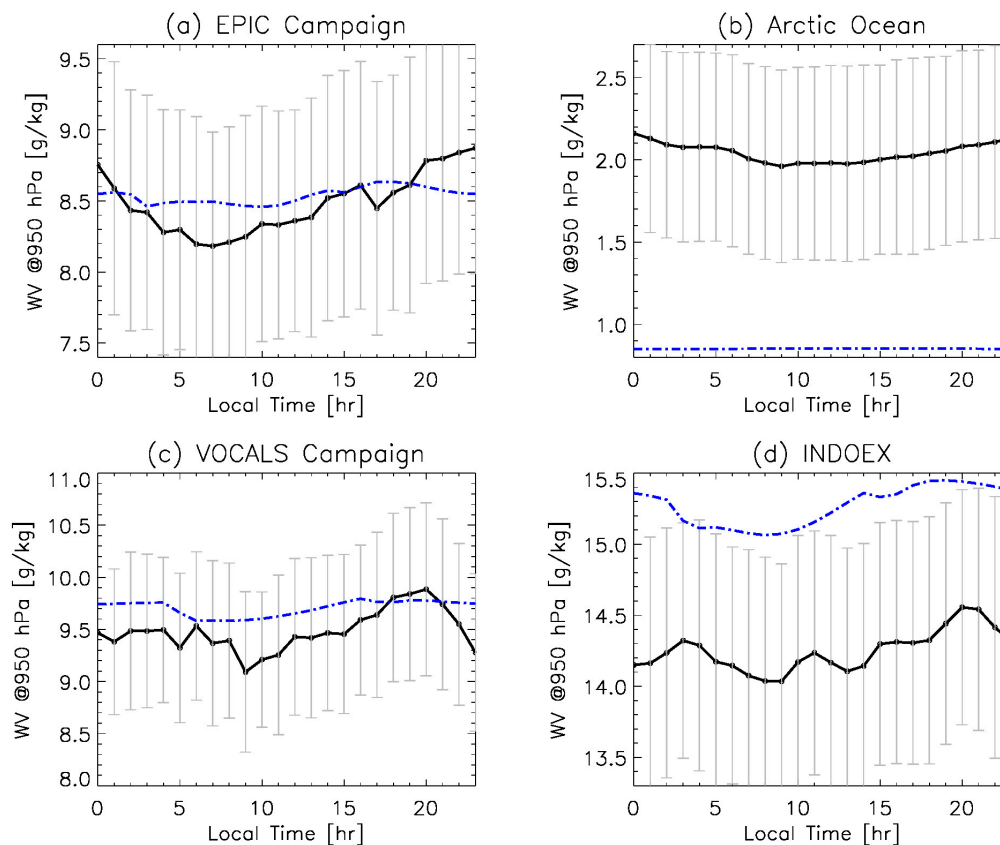 (a) EPIC Campaign
WV @950 hPa [g/kg]
9.5
9.0
8.5
8.0
7.5
0 5 10 15 20
Local Time [hr]
(b) Arctic Ocean
WV @950 hPa [g/kg]
2.5
2.0
1.5
1.0
0 5 10 15 20
Local Time [hr]
(c) VOCALS Campaign
WV @950 hPa [g/kg]
11.0
10.5
10.0
9.5
9.0
8.5
8.0
0 5 10 15 20
Local Time [hr]
(d) INDOEX
WV @950 hPa [g/kg]
15.5
15.0
14.5
14.0
13.5
0 5 10 15 20
Local Time [hr]